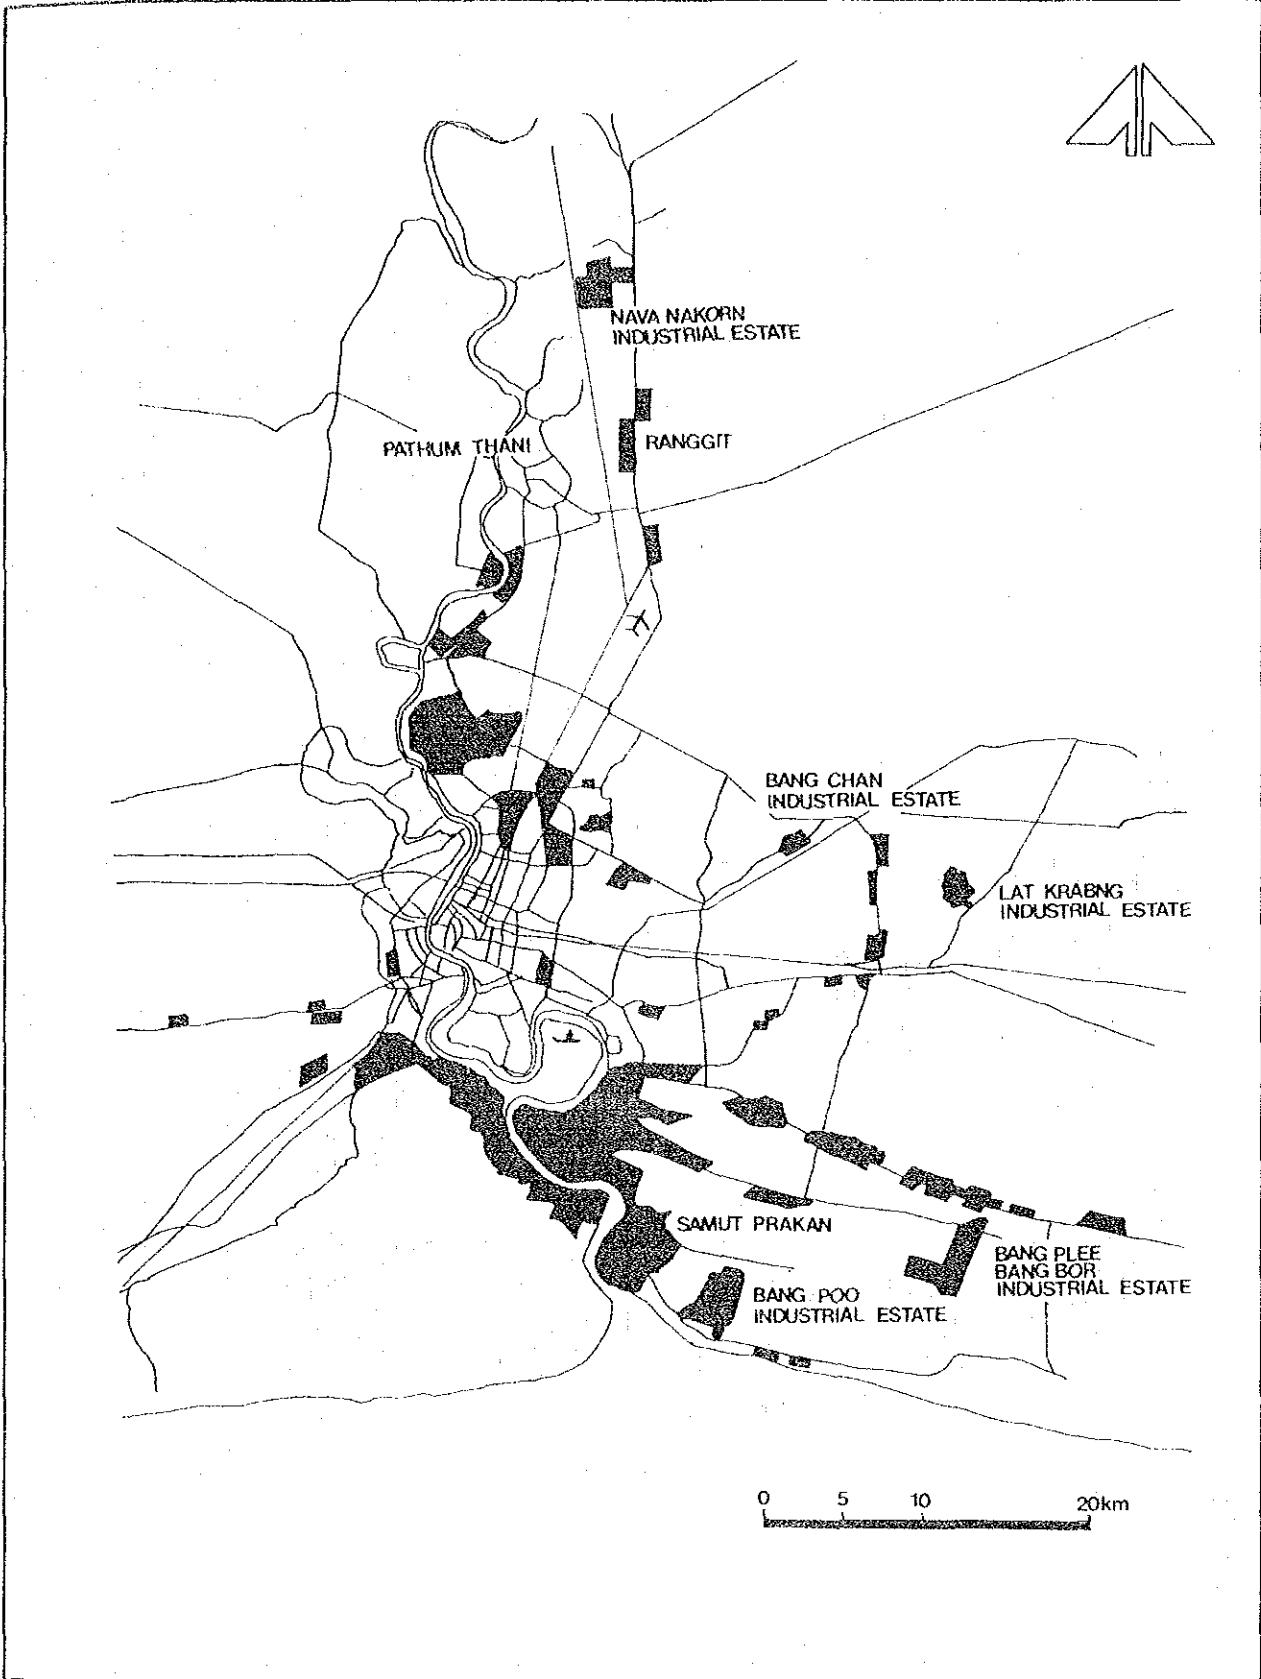 NAVA NAKORN
INDUSTRIAL ESTATE
PATHUM THANI
RANGGIT
BANG CHAN
INDUSTRIAL ESTATE
LAT KRABNG
INDUSTRIAL ESTATE
SAMUT PRAKAN
BANG PLEE
BANG BOR
INDUSTRIAL ESTATE
BANG POO
INDUSTRIAL ESTATE
0 5 10 20km